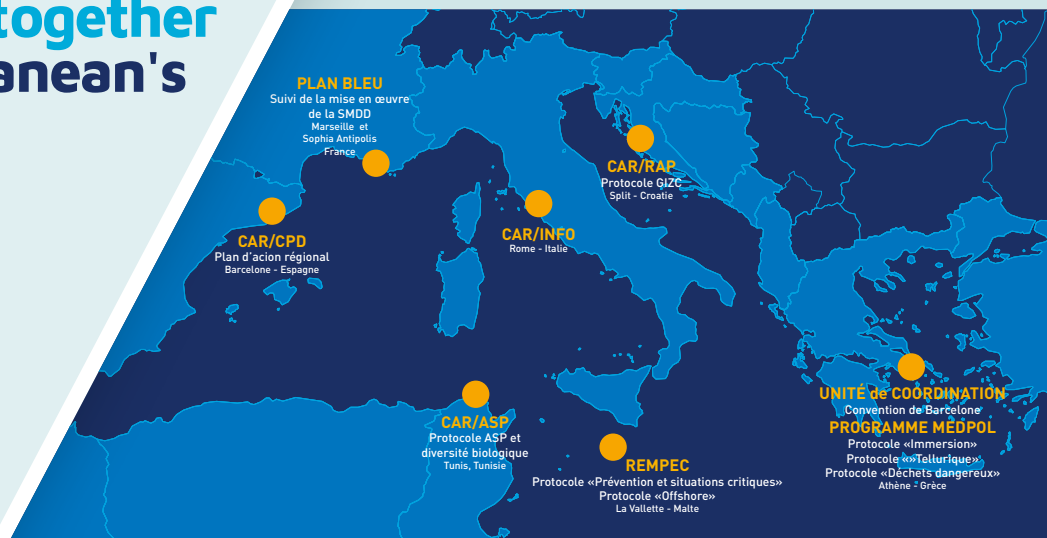 together
anean's
PLAN BLEU
Suivi de la mise en œuvre
de la SMDD
Marseille et
Sophia Antipolis
France
CAR/RAP
Protocole GIZC
Split - Croatie
CAR/INFO
Rome - Italie
CAR/CPD
Plan d'acion régional
Barcelone - Espagne
CAR/ASP
Protocole ASP et
diversité biologique
Tunis, Tunisie
REMPEC
Protocole «Prévention et situations critiques»
Protocole «Offshore»
La Vallette - Malte
UNITÉ de COORDINATION
Convention de Barcelone
PROGRAMME MEDPOL
Protocole «Immersion»
Protocole «»Tellurique»
Protocole «Déchets dangereux»
Athène - Grèce